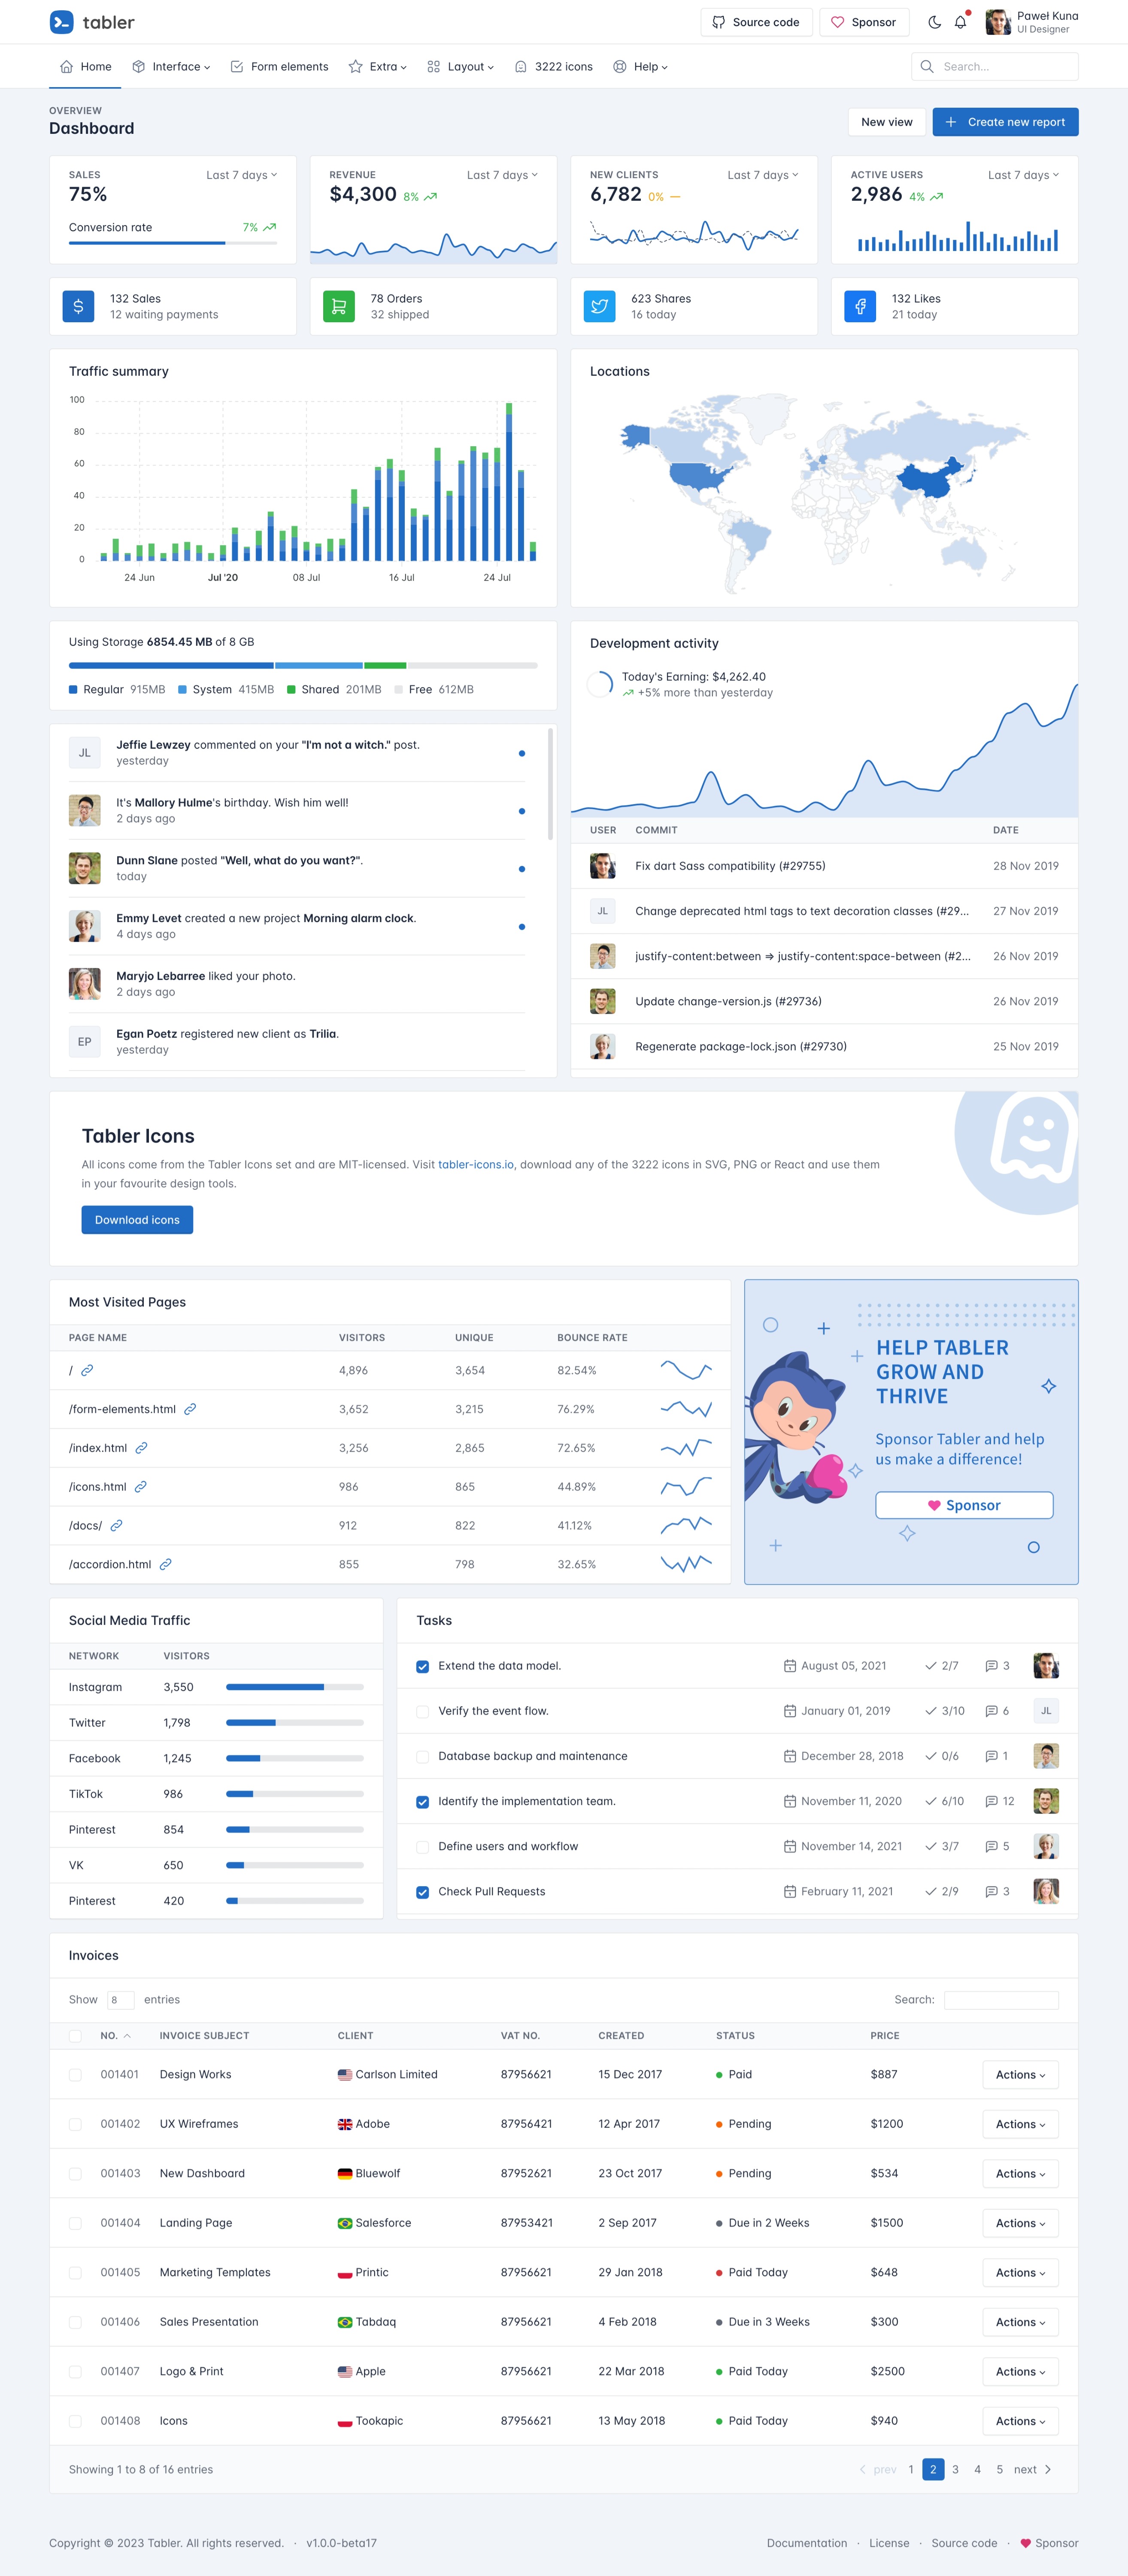 tabler
Source code
Sponsor
Paweł Kuna
UI Designer
Home
Interface
Form elements
Extra
Layout
3222 icons
Help
Search…
OVERVIEW
Dashboard
New view
Create new report
SALES
Last 7 days
75%
Conversion rate
7%
REVENUE
Last 7 days
$4,300 8%
NEW CLIENTS
Last 7 days
6,782 0%
ACTIVE USERS
Last 7 days
2,986 4%
132 Sales
12 waiting payments
78 Orders
32 shipped
623 Shares
16 today
132 Likes
21 today
Traffic summary
100
80
60
40
20
0
24 Jun
Jul '20
08 Jul
16 Jul
24 Jul
Locations
Using Storage 6854.45 MB of 8 GB
Regular 915MB
System 415MB
Shared 201MB
Free 612MB
JL
Jeffie Lewzey commented on your "I'm not a witch." post.
yesterday
It's Mallory Hulme's birthday. Wish him well!
2 days ago
Dunn Slane posted "Well, what do you want?".
today
Emmy Levet created a new project Morning alarm clock.
4 days ago
Maryjo Lebarree liked your photo.
2 days ago
EP
Egan Poetz registered new client as Trilia.
yesterday
Development activity
Today's Earning: $4,262.40
+5% more than yesterday
USER COMMIT DATE
Fix dart Sass compatibility (#29755) 28 Nov 2019
JL Change deprecated html tags to text decoration classes (#29… 27 Nov 2019
justify-content:between ⇒ justify-content:space-between (#2… 26 Nov 2019
Update change-version.js (#29736) 26 Nov 2019
Regenerate package-lock.json (#29730) 25 Nov 2019
Tabler Icons
All icons come from the Tabler Icons set and are MIT-licensed. Visit tabler-icons.io, download any of the 3222 icons in SVG, PNG or React and use them
in your favourite design tools.
Download icons
Most Visited Pages
PAGE NAME VISITORS UNIQUE BOUNCE RATE
/ 4,896 3,654 82.54%
/form-elements.html 3,652 3,215 76.29%
/index.html 3,256 2,865 72.65%
/icons.html 986 865 44.89%
/docs/ 912 822 41.12%
/accordion.html 855 798 32.65%
HELP TABLER
GROW AND
THRIVE
Sponsor Tabler and help
us make a difference!
Sponsor
Social Media Traffic
NETWORK VISITORS
Instagram 3,550
Twitter 1,798
Facebook 1,245
TikTok 986
Pinterest 854
VK 650
Pinterest 420
Tasks
Extend the data model. August 05, 2021 2/7 3
Verify the event flow. January 01, 2019 3/10 6 JL
Database backup and maintenance December 28, 2018 0/6 1
Identify the implementation team. November 11, 2020 6/10 12
Define users and workflow November 14, 2021 3/7 5
Check Pull Requests February 11, 2021 2/9 3
Invoices
Show 8 entries
Search:
NO. INVOICE SUBJECT CLIENT VAT NO. CREATED STATUS PRICE
001401 Design Works Carlson Limited 87956621 15 Dec 2017 Paid $887 Actions
001402 UX Wireframes Adobe 87956421 12 Apr 2017 Pending $1200 Actions
001403 New Dashboard Bluewolf 87952621 23 Oct 2017 Pending $534 Actions
001404 Landing Page Salesforce 87953421 2 Sep 2017 Due in 2 Weeks $1500 Actions
001405 Marketing Templates Printic 87956621 29 Jan 2018 Paid Today $648 Actions
001406 Sales Presentation Tabdaq 87956621 4 Feb 2018 Due in 3 Weeks $300 Actions
001407 Logo & Print Apple 87956621 22 Mar 2018 Paid Today $2500 Actions
001408 Icons Tookapic 87956621 13 May 2018 Paid Today $940 Actions
Showing 1 to 8 of 16 entries
prev 1 2 3 4 5 next
Copyright © 2023 Tabler. All rights reserved. · v1.0.0-beta17
Documentation · License · Source code · Sponsor